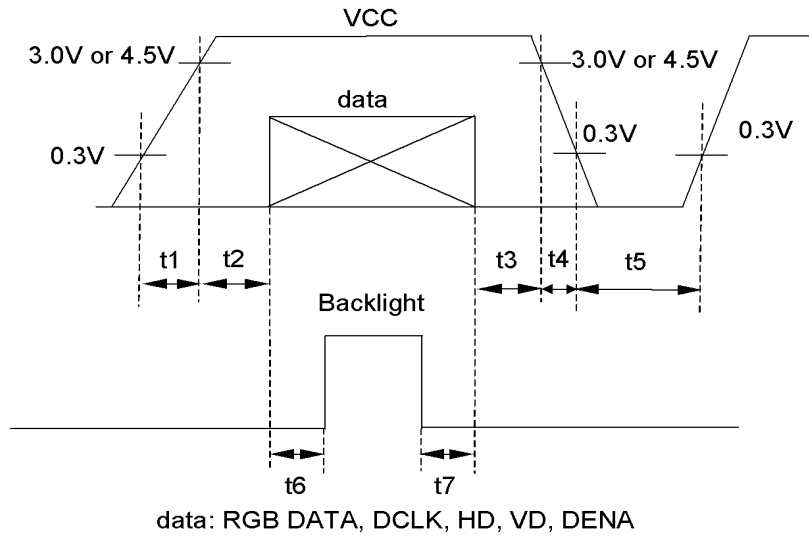 VCC
3.0V or 4.5V
3.0V or 4.5V
data
0.3V
0.3V
0.3V
t1
t2
t3
t4
t5
Backlight
t6
t7
data: RGB DATA, DCLK, HD, VD, DENA